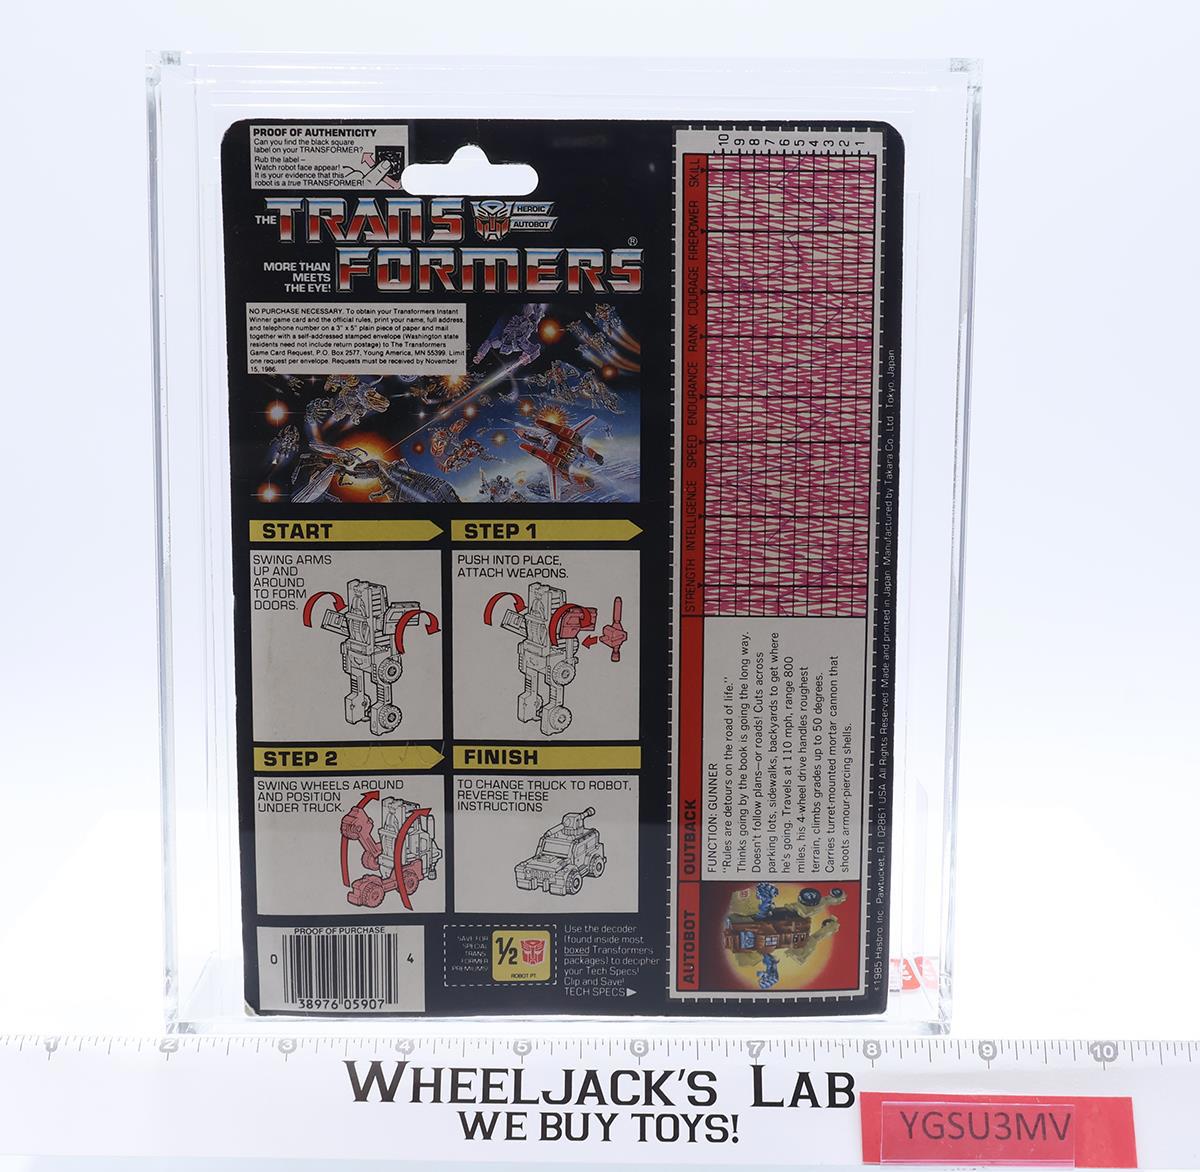 PROOF OF AUTHENTICITY
Can you find the black square
label on your TRANSFORMER?
Rub the label –
Watch robot face appear!
It is your evidence that this
robot is a true TRANSFORMER!
THE
TRANS
HEROIC
AUTOBOT
FORMERS
®
MORE THAN
MEETS
THE EYE!
NO PURCHASE NECESSARY. To obtain your Transformers Instant
Winner game card and the official rules, print your name, full address,
and telephone number on a 3" x 5" plain piece of paper and mail
together with a self-addressed stamped envelope (Washington state
residents need not include return postage) to The Transformers
Game Card Request, P.O. Box 2577, Young America, MN 55399. Limit
one request per envelope. Requests must be received by November
15, 1986.
START
SWING ARMS
UP AND
AROUND
TO FORM
DOORS.
STEP 1
PUSH INTO PLACE,
ATTACH WEAPONS.
STEP 2
SWING WHEELS AROUND
AND POSITION
UNDER TRUCK.
FINISH
TO CHANGE TRUCK TO ROBOT,
REVERSE THESE
INSTRUCTIONS
PROOF OF PURCHASE
0
4
38976 05907
SAVE FOR
SPECIAL
TRANS
FORMER
PREMIUMS!
1/2
ROBOT PT.
Use the decoder
(found inside most
boxed Transformers
packages) to decipher
your Tech Specs!
Clip and Save!
TECH SPECS
AUTOBOT
OUTBACK
STRENGTH
INTELLIGENCE
SPEED
ENDURANCE
RANK
COURAGE
FIREPOWER
SKILL
10
9
8
7
6
5
4
3
2
1
FUNCTION: GUNNER
"Rules are detours on the road of life."
Thinks going by the book is going the long way.
Doesn't follow plans—or roads! Cuts across
parking lots, sidewalks, backyards to get where
he's going. Travels at 110 mph, range 800
miles, his 4-wheel drive handles roughest
terrain, climbs grades up to 50 degrees.
Carries turret-mounted mortar cannon that
shoots armour-piercing shells.
©1985 Hasbro, Inc. Pawtucket, R.I. 02861 USA. All Rights Reserved. Made and printed in Japan. Manufactured by Takara Co., Ltd., Tokyo, Japan
1 2 3 4 5 6 7 8 9 10
WHEELJACK'S LAB
WE BUY TOYS!
YGSU3MV